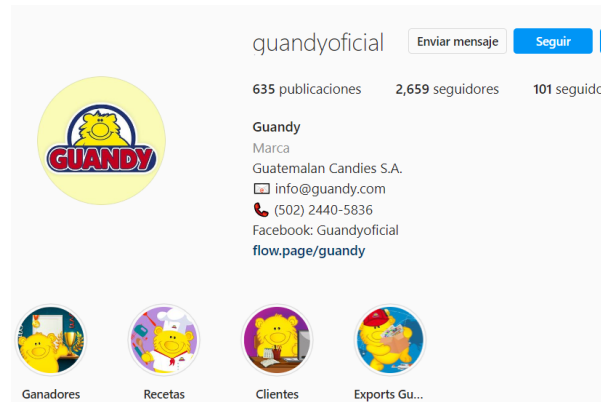 guandyoficial Enviar mensaje Seguir
635 publicaciones 2,659 seguidores 101 seguido
GUANDY
Guandy
Marca
Guatemalan Candies S.A.
info@guandy.com
(502) 2440-5836
Facebook: Guandyoficial
flow.page/guandy
Ganadores Recetas Clientes Exports Gu...